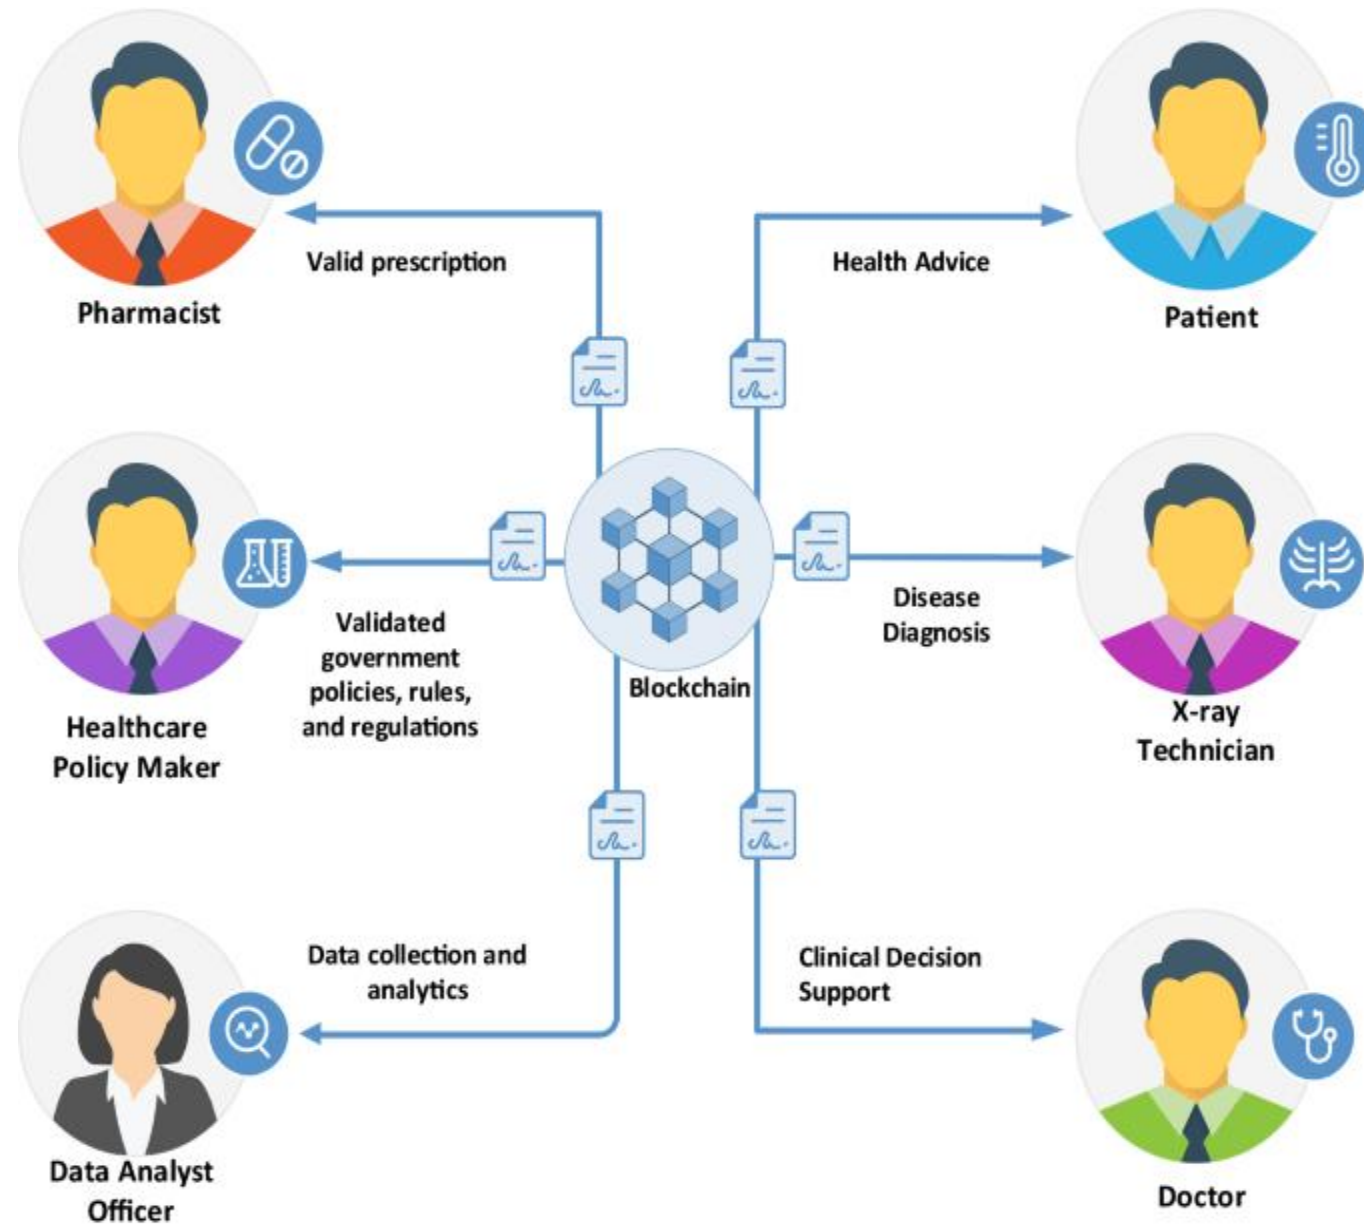 Valid prescription
Pharmacist
Health Advice
Patient
Validated
government
policies, rules,
and regulations
Healthcare
Policy Maker
Blockchain
Disease
Diagnosis
X-ray
Technician
Data collection and
analytics
Data Analyst
Officer
Clinical Decision
Support
Doctor